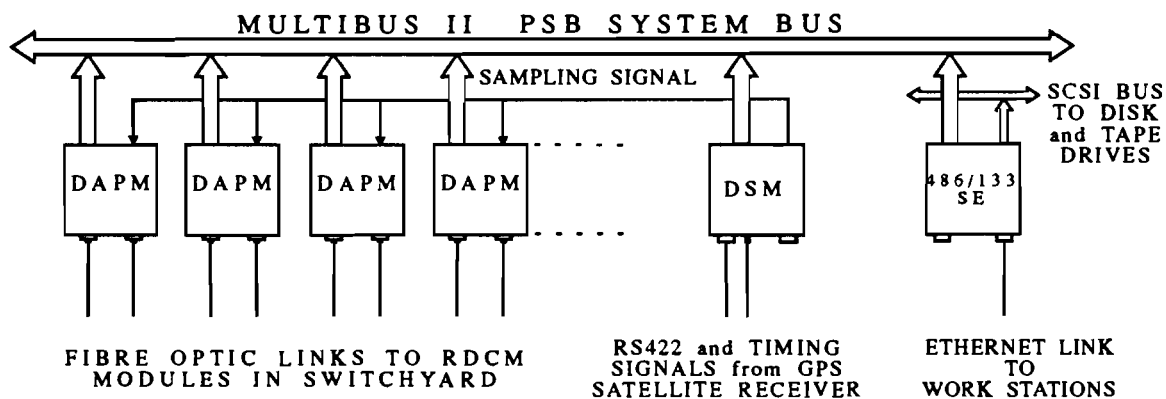 MULTIBUS II PSB SYSTEM BUS
SAMPLING SIGNAL
SCSI BUS
TO DISK
and TAPE
DRIVES
DAPM
DAPM
DAPM
DAPM
DSM
486/133
SE
FIBRE OPTIC LINKS TO RDCM
MODULES IN SWITCHYARD
RS422 and TIMING
SIGNALS from GPS
SATELLITE RECEIVER
ETHERNET LINK
TO
WORK STATIONS